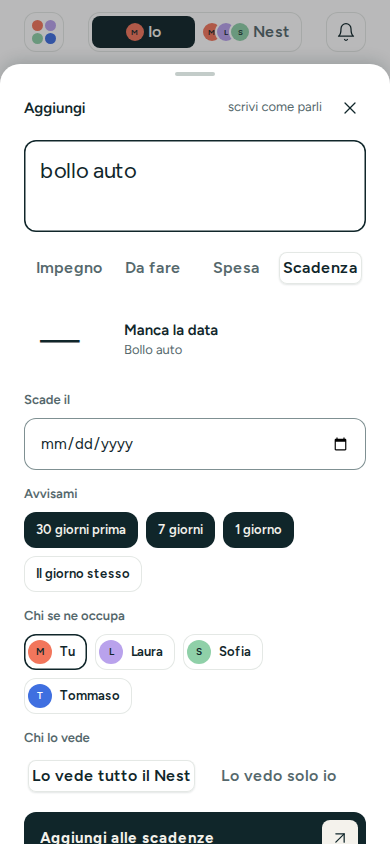 M Io M L S Nest
Aggiungi scrivi come parli
bollo auto
Impegno Da fare Spesa Scadenza
Manca la data
Bollo auto
Scade il
mm/dd/yyyy
Avvisami
30 giorni prima 7 giorni 1 giorno
Il giorno stesso
Chi se ne occupa
M Tu L Laura S Sofia
T Tommaso
Chi lo vede
Lo vede tutto il Nest Lo vedo solo io
Aggiungi alle scadenze